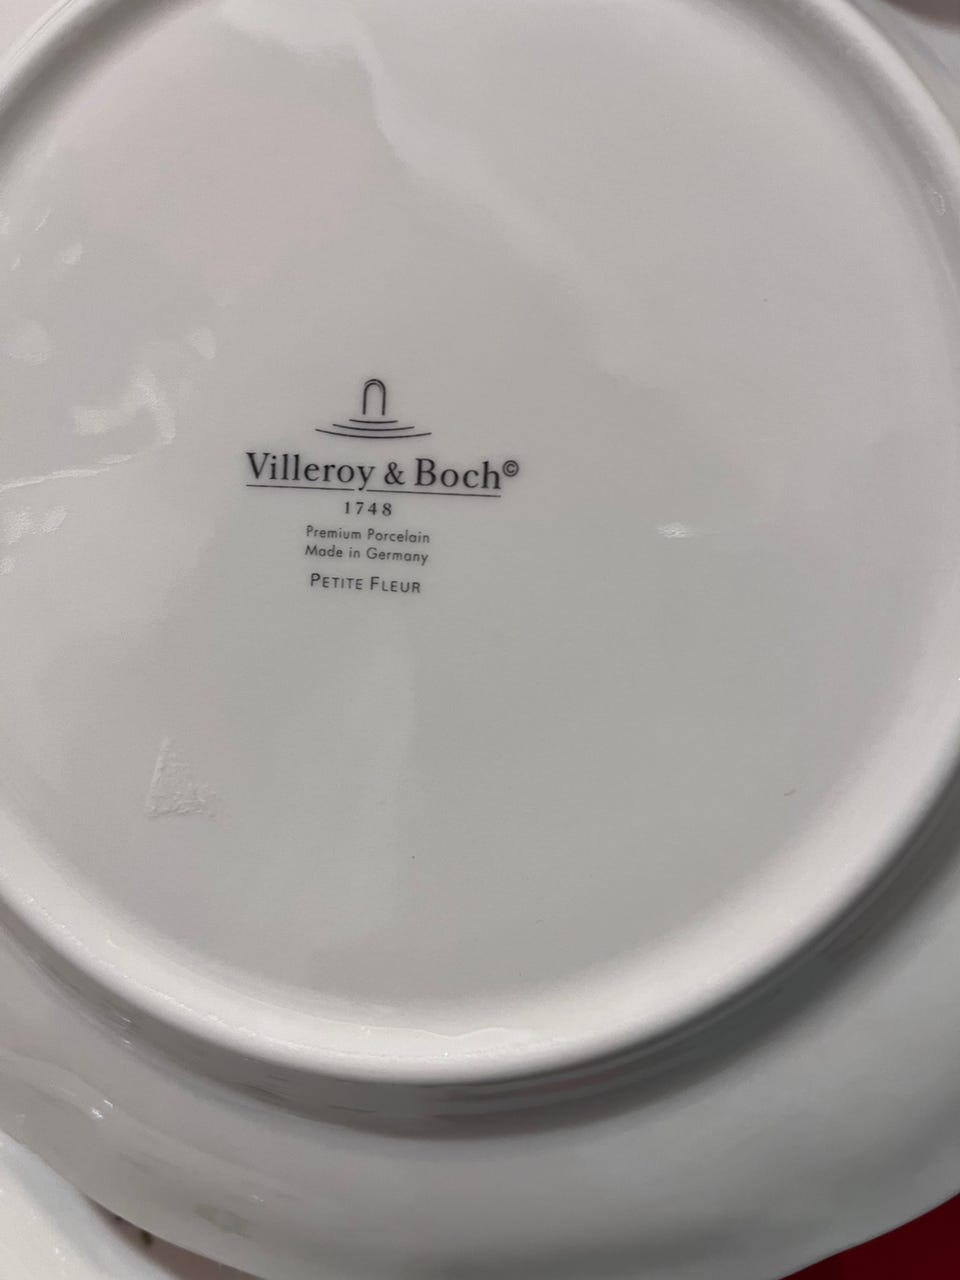 Villeroy & Boch©
1748
Premium Porcelain
Made in Germany
PETITE FLEUR